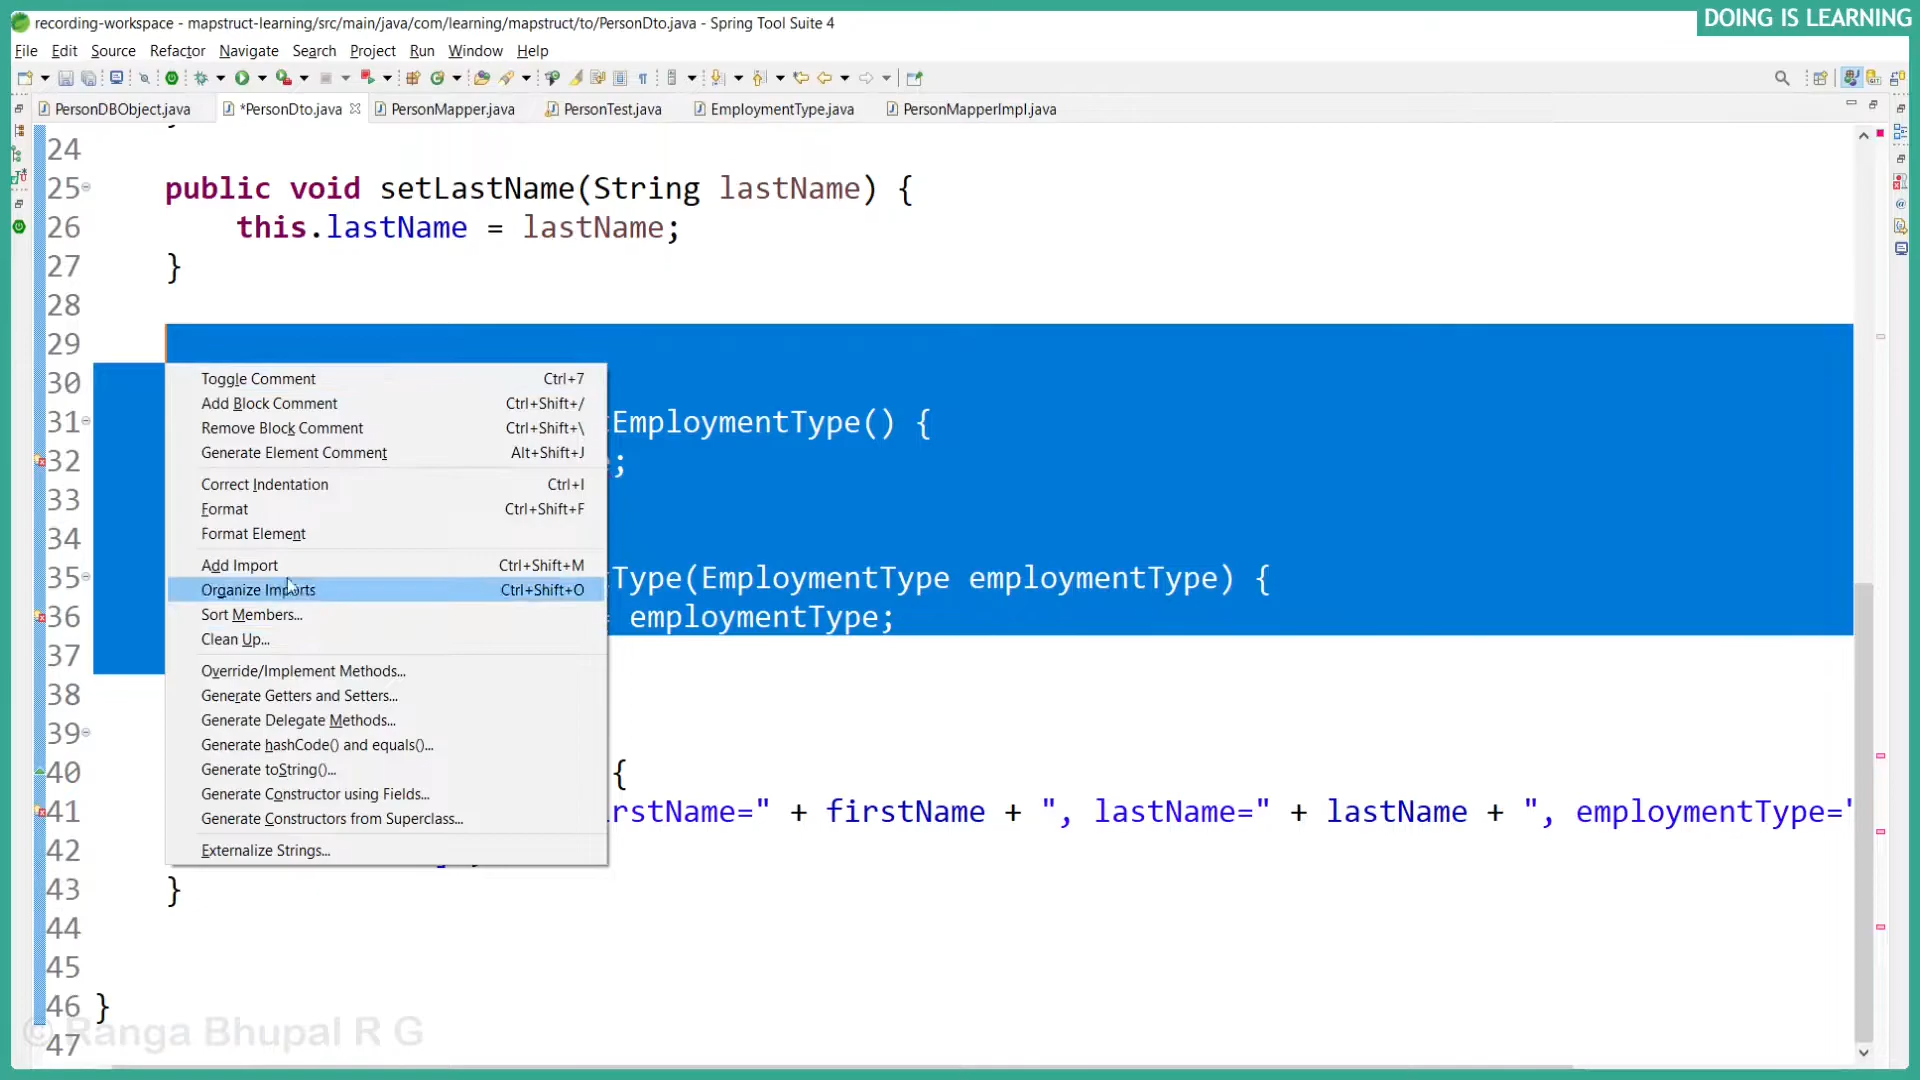 DOING IS LEARNING
recording-workspace - mapstruct-learning/src/main/java/com/learning/mapstruct/to/PersonDto.java - Spring Tool Suite 4
File Edit Source Refactor Navigate Search Project Run Window Help
PersonDBObject.java *PersonDto.java PersonMapper.java PersonTest.java EmploymentType.java PersonMapperImpl.java
24
25 public void setLastName(String lastName) {
26 this.lastName = lastName;
27 }
28
29
30
31 EmploymentType() {
32 ;
33
34
35 Type(EmploymentType employmentType) {
36 employmentType;
37
38
39
40 {
41 rstName=" + firstName + ", lastName=" + lastName + ", employmentType=
42
43 }
44
45
46 }
47
Toggle Comment Ctrl+7
Add Block Comment Ctrl+Shift+/
Remove Block Comment Ctrl+Shift+\
Generate Element Comment Alt+Shift+J
Correct Indentation Ctrl+I
Format Ctrl+Shift+F
Format Element
Add Import Ctrl+Shift+M
Organize Imports Ctrl+Shift+O
Sort Members...
Clean Up...
Override/Implement Methods...
Generate Getters and Setters...
Generate Delegate Methods...
Generate hashCode() and equals()...
Generate toString()...
Generate Constructor using Fields...
Generate Constructors from Superclass...
Externalize Strings...
© Ranga Bhupal R G